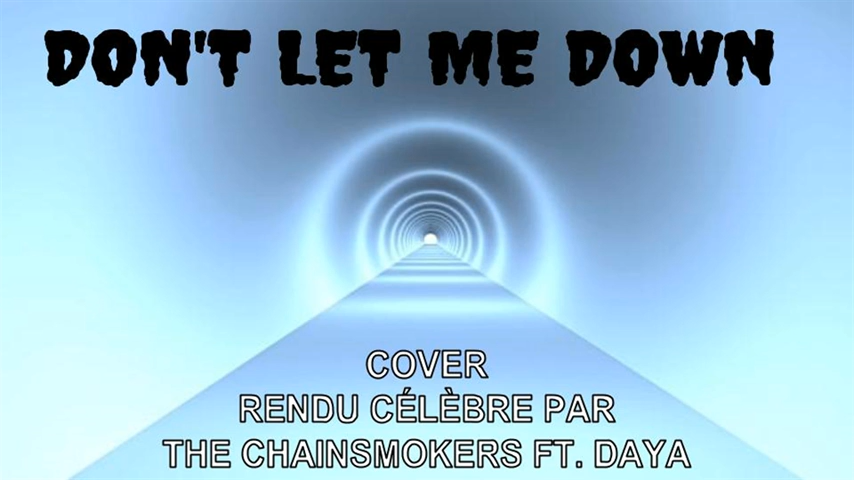 DON'T LET ME DOWN
COVER
RENDU CÉLÈBRE PAR
THE CHAINSMOKERS FT. DAYA